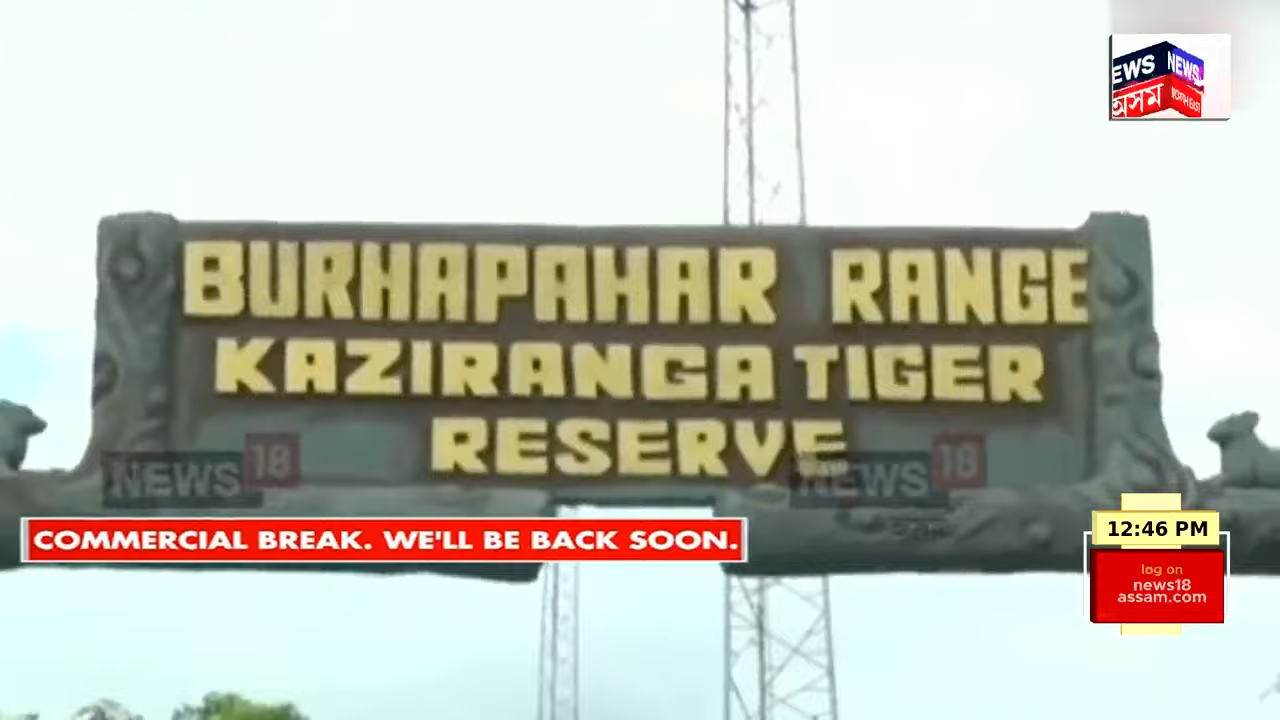 EWS NEWS
অসম NORTH EAST
BURHAPAHAR RANGE
KAZIRANGA TIGER
RESERVE
NEWS 18
NEWS 18
COMMERCIAL BREAK. WE'LL BE BACK SOON.
12:46 PM
log on
news18
assam.com